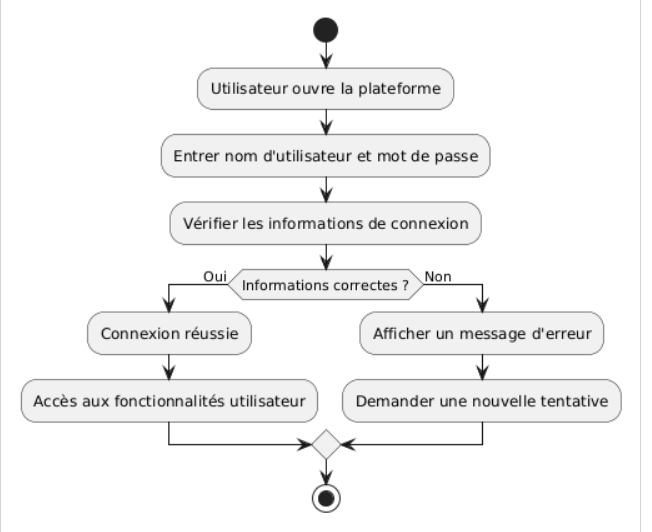 Utilisateur ouvre la plateforme
Entrer nom d'utilisateur et mot de passe
Vérifier les informations de connexion
Oui
Informations correctes ?
Non
Connexion réussie
Afficher un message d'erreur
Accès aux fonctionnalités utilisateur
Demander une nouvelle tentative